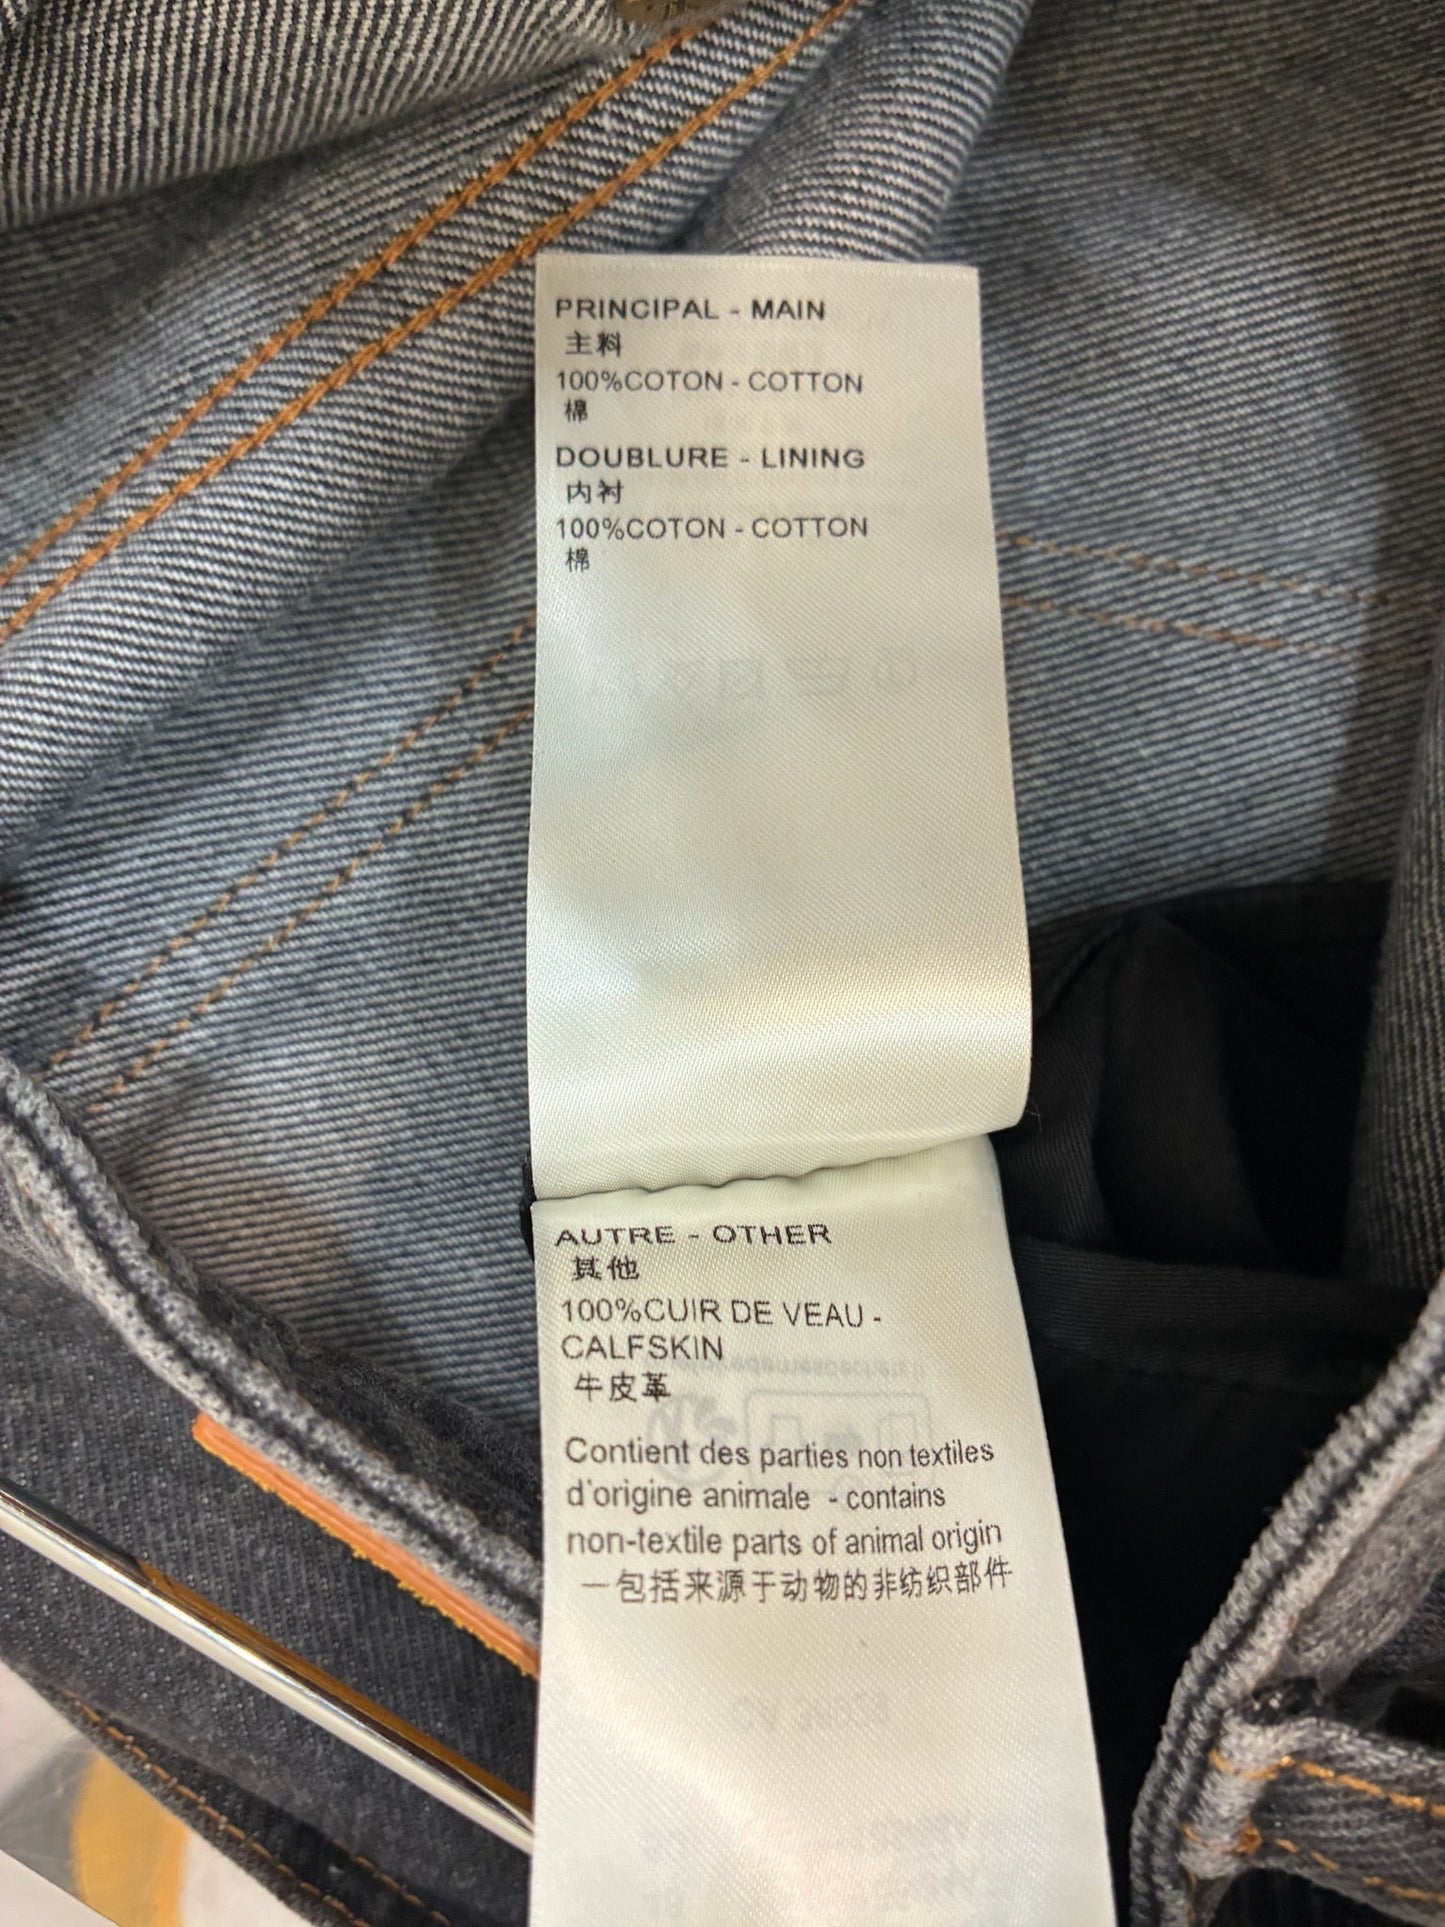 PRINCIPAL - MAIN
主料
100%COTON - COTTON
棉
DOUBLURE - LINING
内衬
100%COTON - COTTON
棉
AUTRE - OTHER
其他
100%CUIR DE VEAU -
CALFSKIN
牛皮革
Contient des parties non textiles
d'origine animale - contains
non-textile parts of animal origin
一包括来源于动物的非纺织部件